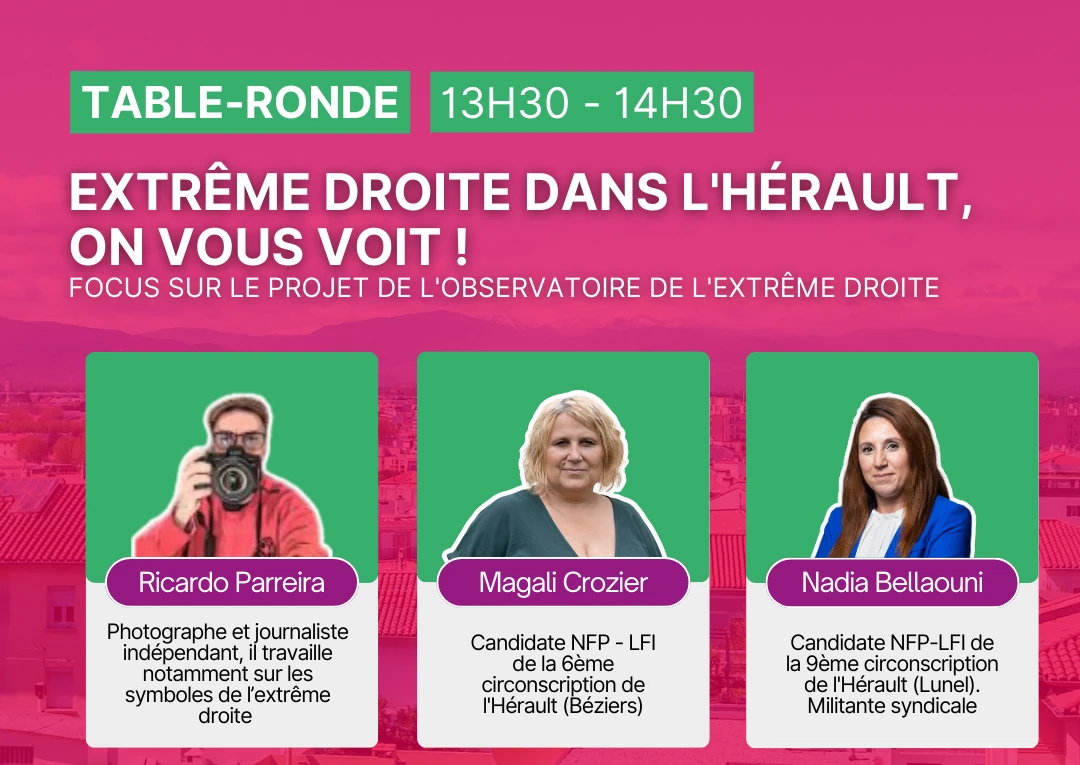 TABLE-RONDE
13H30 - 14H30
EXTRÊME DROITE DANS L'HÉRAULT,
ON VOUS VOIT !
FOCUS SUR LE PROJET DE L'OBSERVATOIRE DE L'EXTRÊME DROITE
Ricardo Parreira
Photographe et journaliste
indépendant, il travaille
notamment sur les
symboles de l’extrême
droite
Magali Crozier
Candidate NFP - LFI
de la 6ème
circonscription de
l'Hérault (Béziers)
Nadia Bellaouni
Candidate NFP-LFI de
la 9ème circonscription
de l'Hérault (Lunel).
Militante syndicale